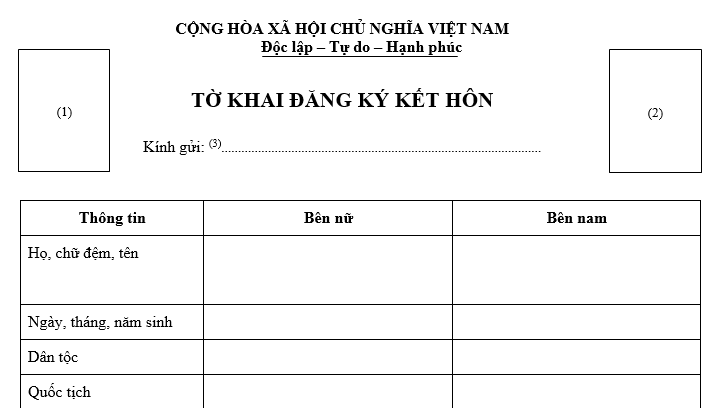 CỘNG HÒA XÃ HỘI CHỦ NGHĨA VIỆT NAM
Độc lập – Tự do – Hạnh phúc
(1)
(2)
TỜ KHAI ĐĂNG KÝ KẾT HÔN
Kính gửi: (3)................................................................................................
Thông tin Bên nữ Bên nam
Họ, chữ đệm, tên
Ngày, tháng, năm sinh
Dân tộc
Quốc tịch